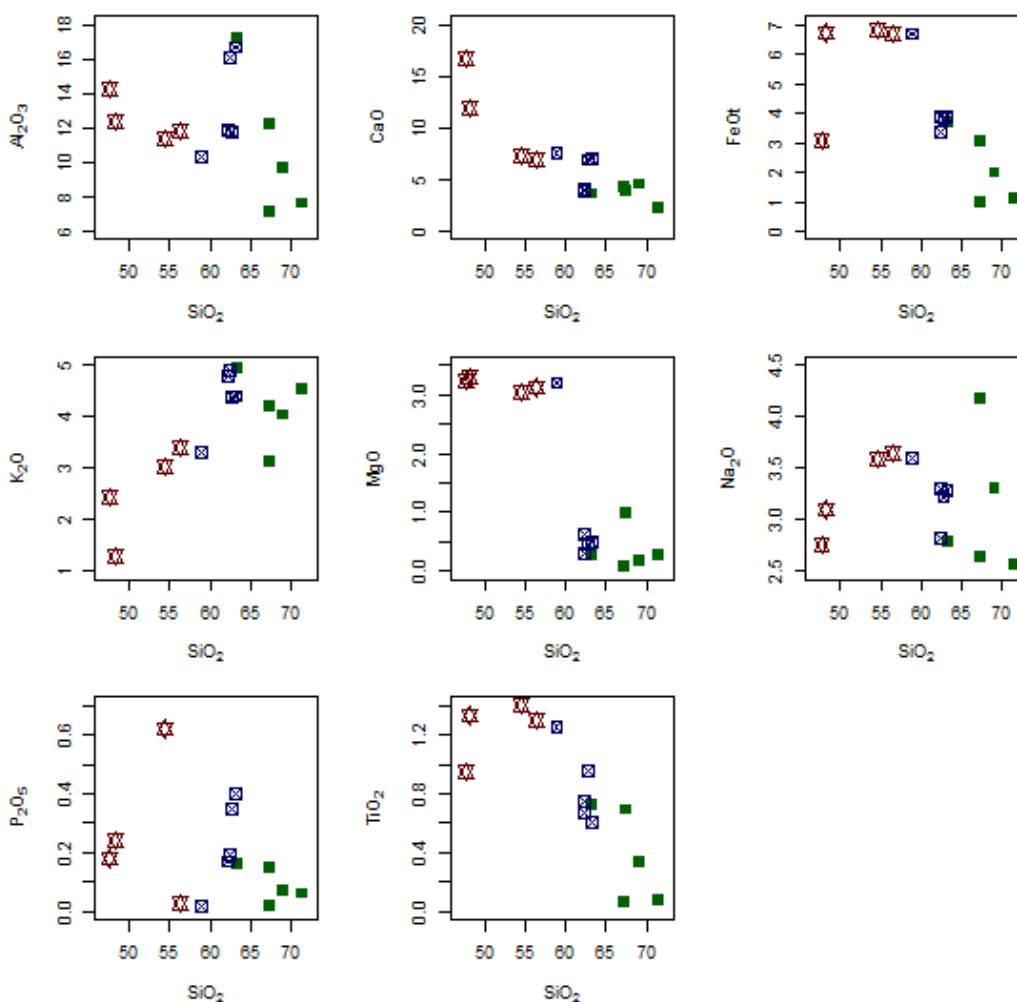 Al₂O₃
6 8 10 12 14 16 18
50 55 60 65 70
SiO₂
CaO
0 5 10 15 20
50 55 60 65 70
SiO₂
FeOt
0 1 2 3 4 5 6 7
50 55 60 65 70
SiO₂
K₂O
1 2 3 4 5
50 55 60 65 70
SiO₂
MgO
0.0 1.0 3.0
50 55 60 65 70
SiO₂
Na₂O
2.5 3.0 3.5 4.0 4.5
50 55 60 65 70
SiO₂
P₂O₅
0.0 0.2 0.4 0.6
50 55 60 65 70
SiO₂
TiO₂
0.0 0.4 0.8 1.2
50 55 60 65 70
SiO₂